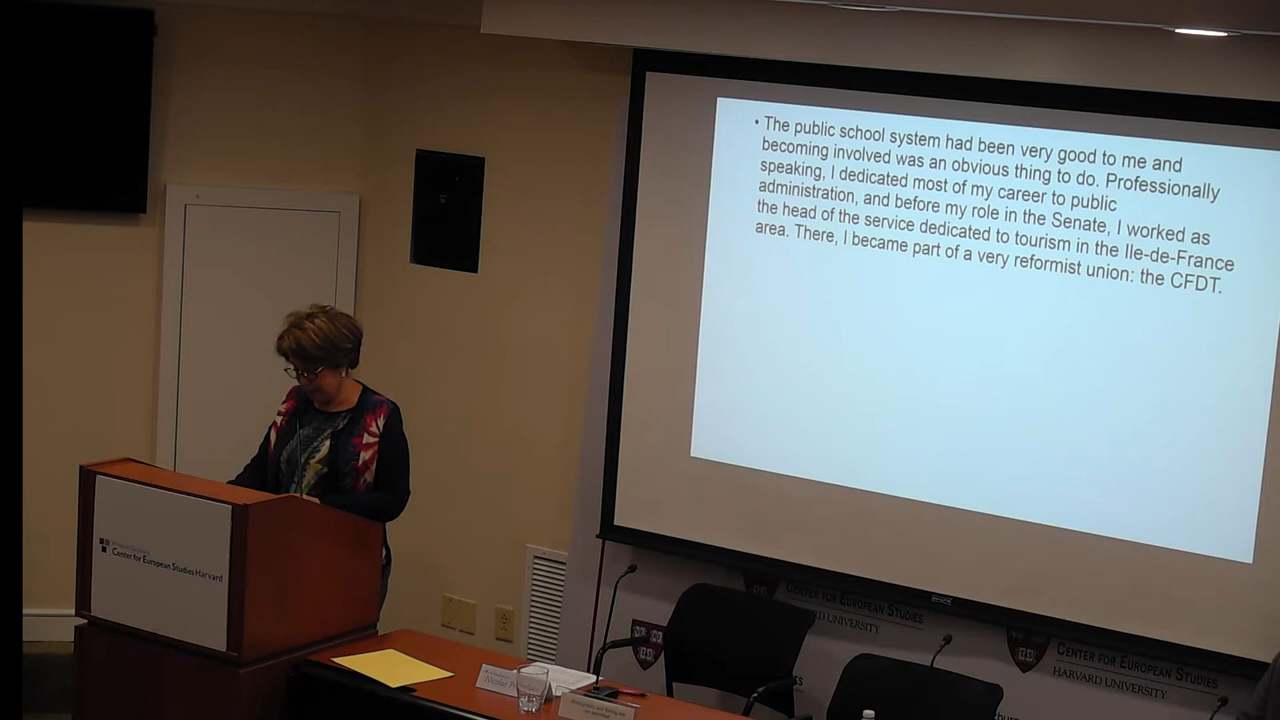 • The public school system had been very good to me and
becoming involved was an obvious thing to do. Professionally
speaking, I dedicated most of my career to public
administration, and before my role in the Senate, I worked as
the head of the service dedicated to tourism in the Ile-de-France
area. There, I became part of a very reformist union: the CFDT.
Center for European Studies Harvard
Nicolas
CENTER FOR EUROPEAN STUDIES
UNIVERSITY
CENTER FOR EUROPEAN STUDIES
HARVARD UNIVERSITY